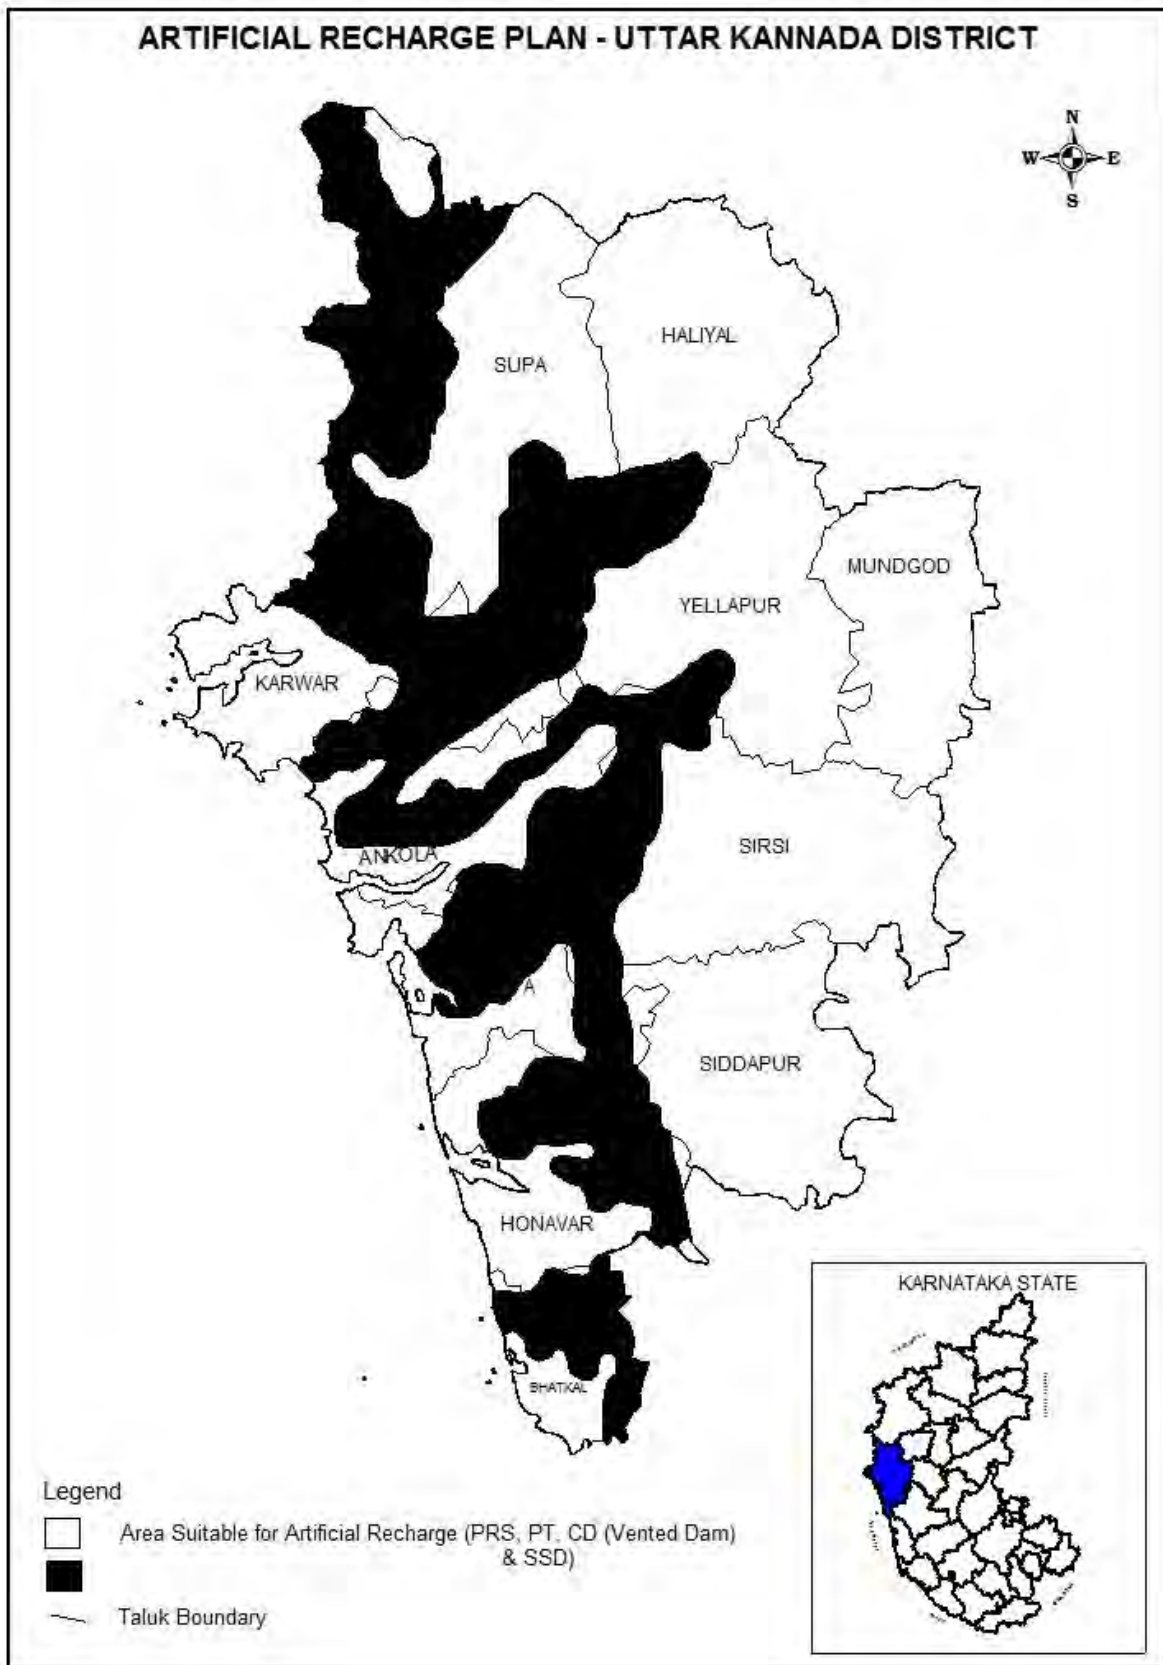 ARTIFICIAL RECHARGE PLAN - UTTAR KANNADA DISTRICT
N
W E
S
HALIYAL
SUPA
MUNDGOD
YELLAPUR
KARWAR
SIRSI
ANKOLA
A
SIDDAPUR
HONAVAR
KARNATAKA STATE
BHATKAL
Legend
Area Suitable for Artificial Recharge (PRS, PT, CD (Vented Dam)
& SSD)
Taluk Boundary